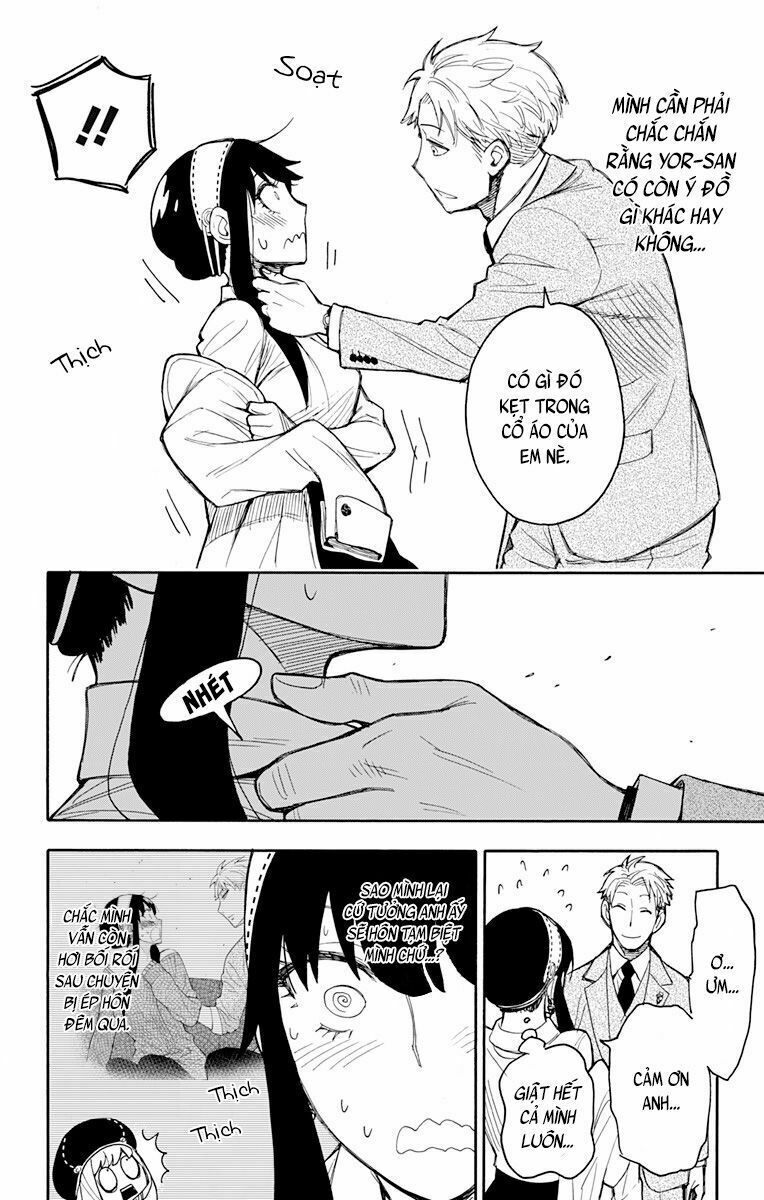 Soạt
!!
MÌNH CẦN PHẢI
CHẮC CHẮN
RẰNG YOR-SAN
CÓ CÒN Ý ĐỒ
GÌ KHÁC HAY
KHÔNG...
Thịch
CÓ GÌ ĐÓ
KẸT TRONG
CỔ ÁO CỦA
EM NÈ.
NHÉT
CHẮC MÌNH
VẪN CÒN
HƠI BỐI RỐI
SAU CHUYỆN
BỊ ÉP HÔN
ĐÊM QUA.
SAO MÌNH LẠI
CỨ TƯỞNG ANH ẤY
SẼ HÔN TẠM BIỆT
MÌNH CHỨ...?
Thịch
Thịch
Ơ...
ƯM...
CẢM ƠN
ANH...
GIẬT HẾT
CẢ MÌNH
LUÔN...